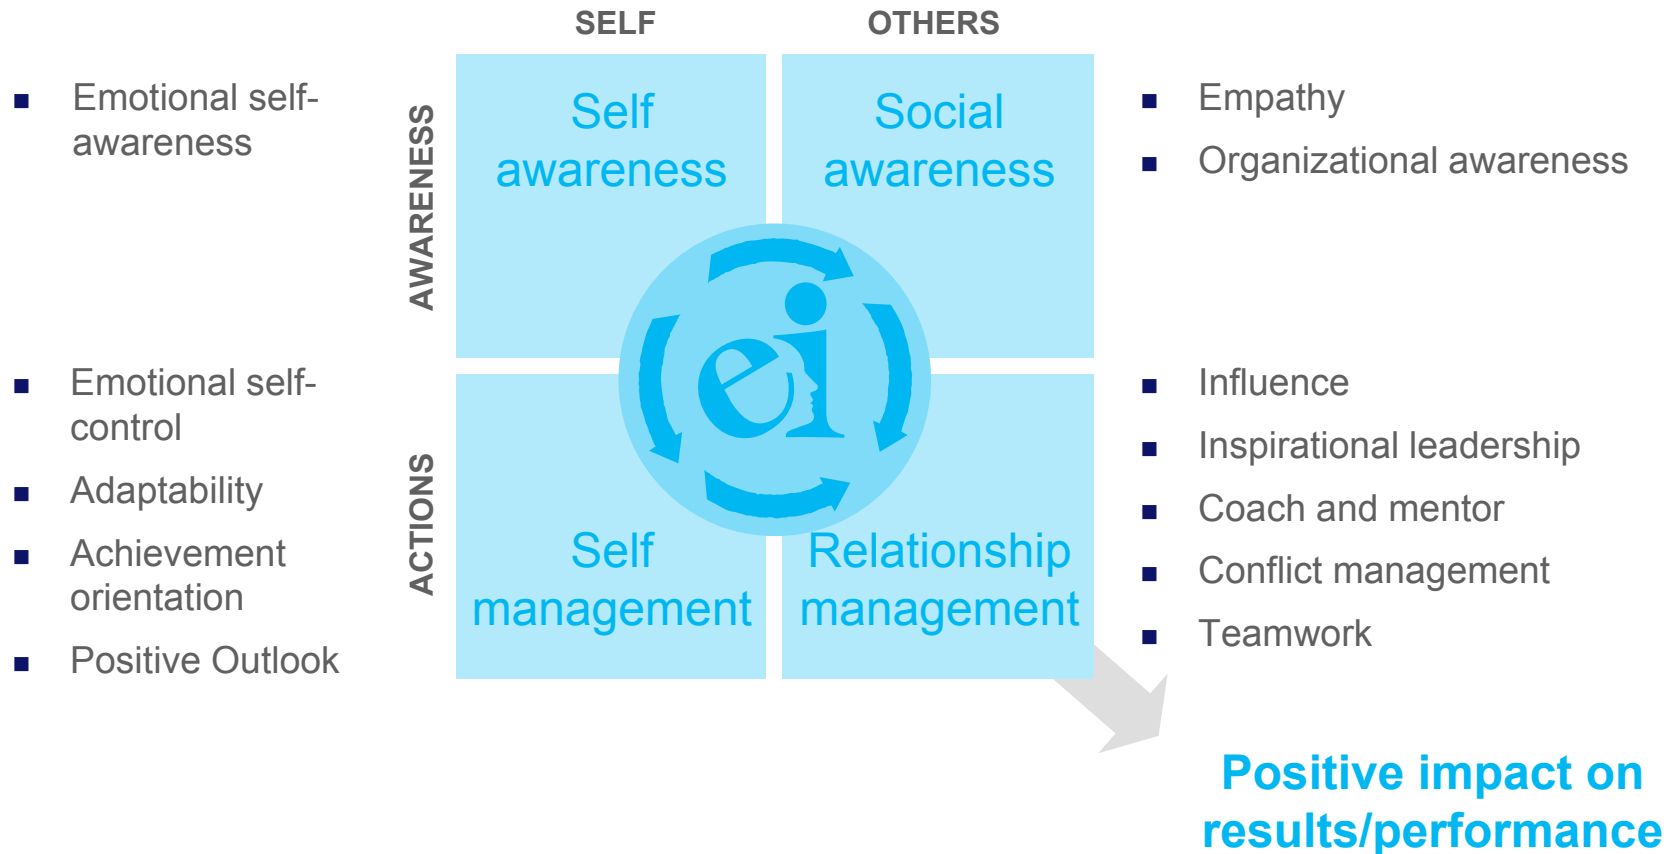 SELF
OTHERS
Emotional self-
awareness
AWARENESS
Self
awareness
Social
awareness
Empathy
Organizational awareness
ei
Emotional self-
control
Adaptability
Achievement
orientation
Positive Outlook
ACTIONS
Self
management
Relationship
management
Influence
Inspirational leadership
Coach and mentor
Conflict management
Teamwork
Positive impact on
results/performance